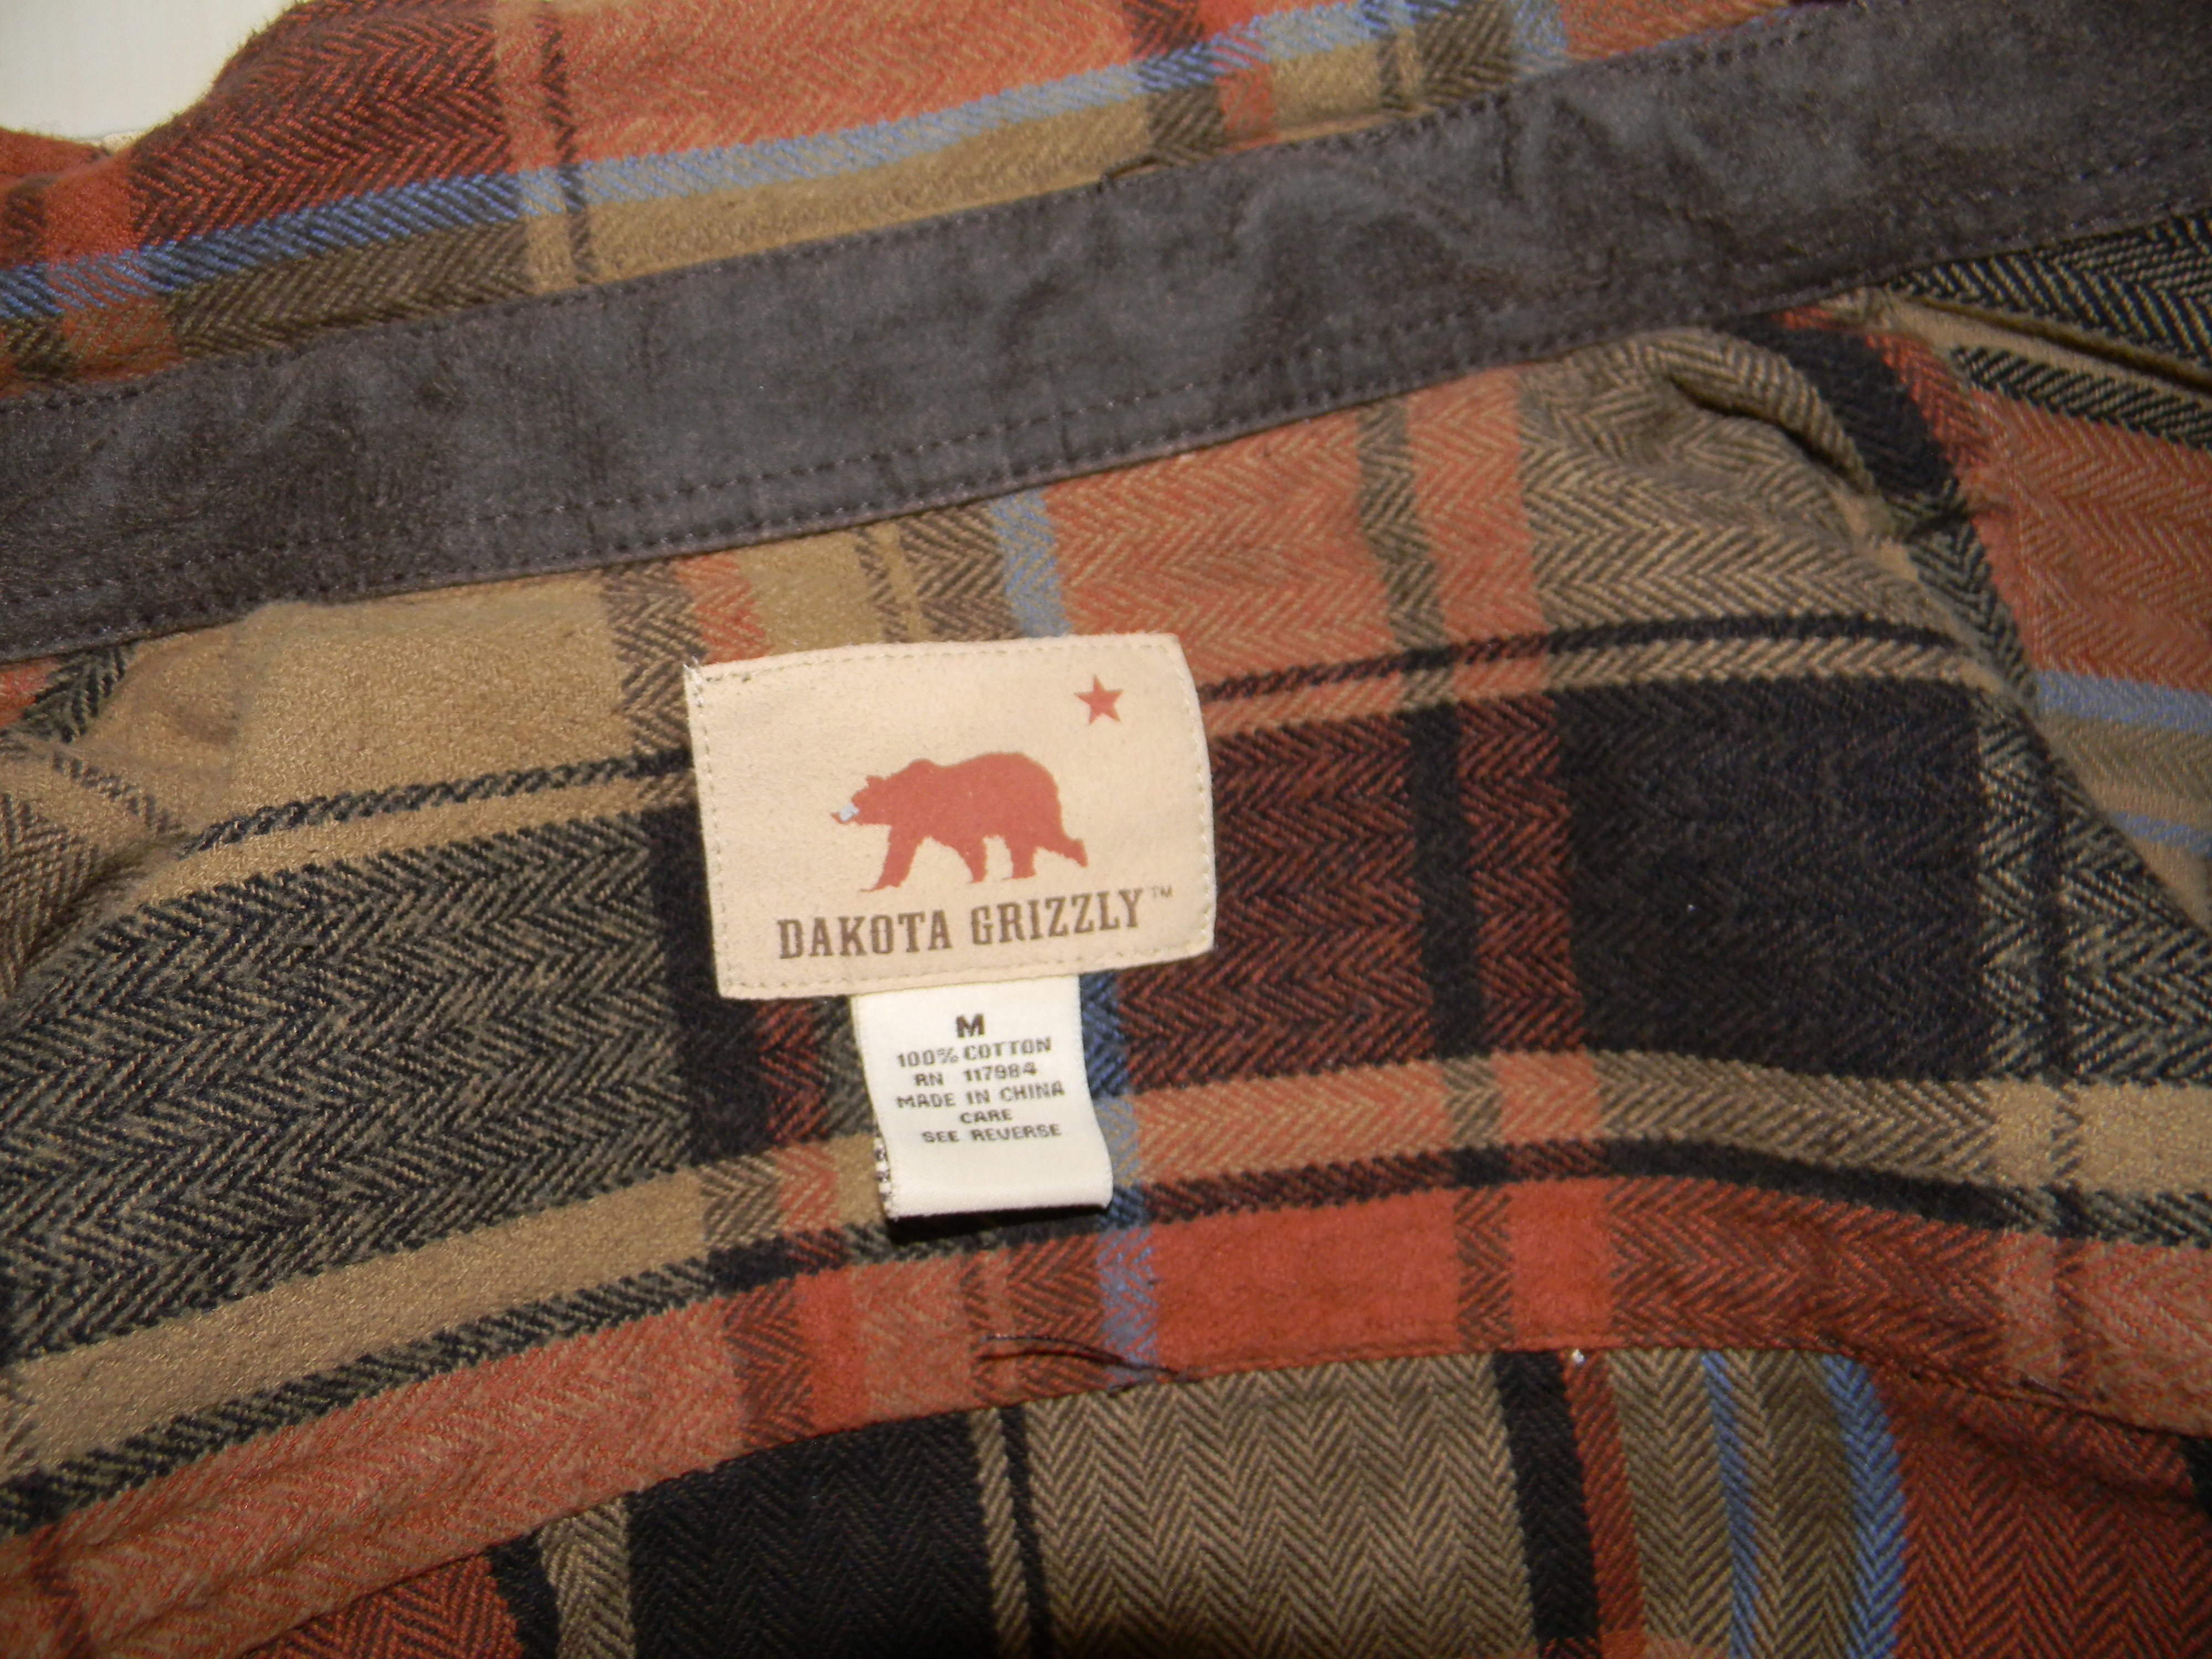 DAKOTA GRIZZLY™
M
100% COTTON
RN 117984
MADE IN CHINA
CARE
SEE REVERSE